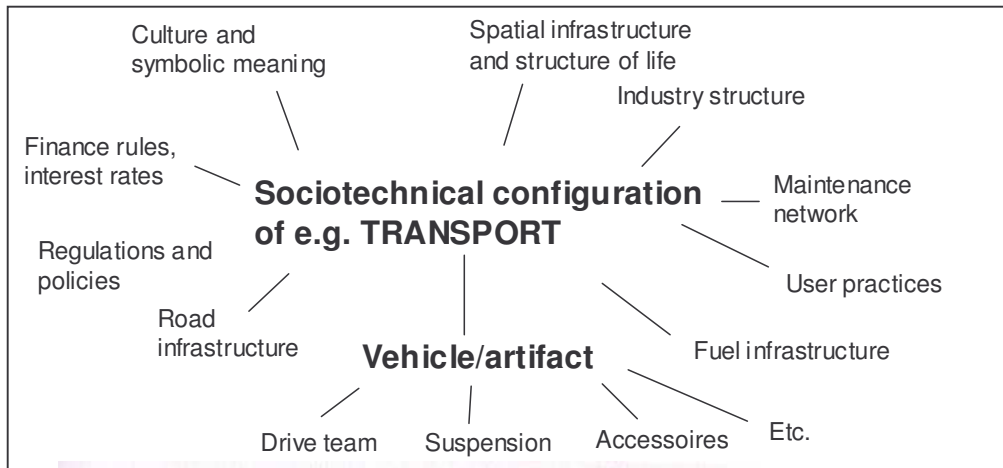 Culture and
symbolic meaning
Spatial infrastructure
and structure of life
Industry structure
Finance rules,
interest rates
Sociotechnical configuration
of e.g. TRANSPORT
Maintenance
network
Regulations and
policies
User practices
Road
infrastructure
Vehicle/artifact
Fuel infrastructure
Drive team
Suspension
Accessoires
Etc.